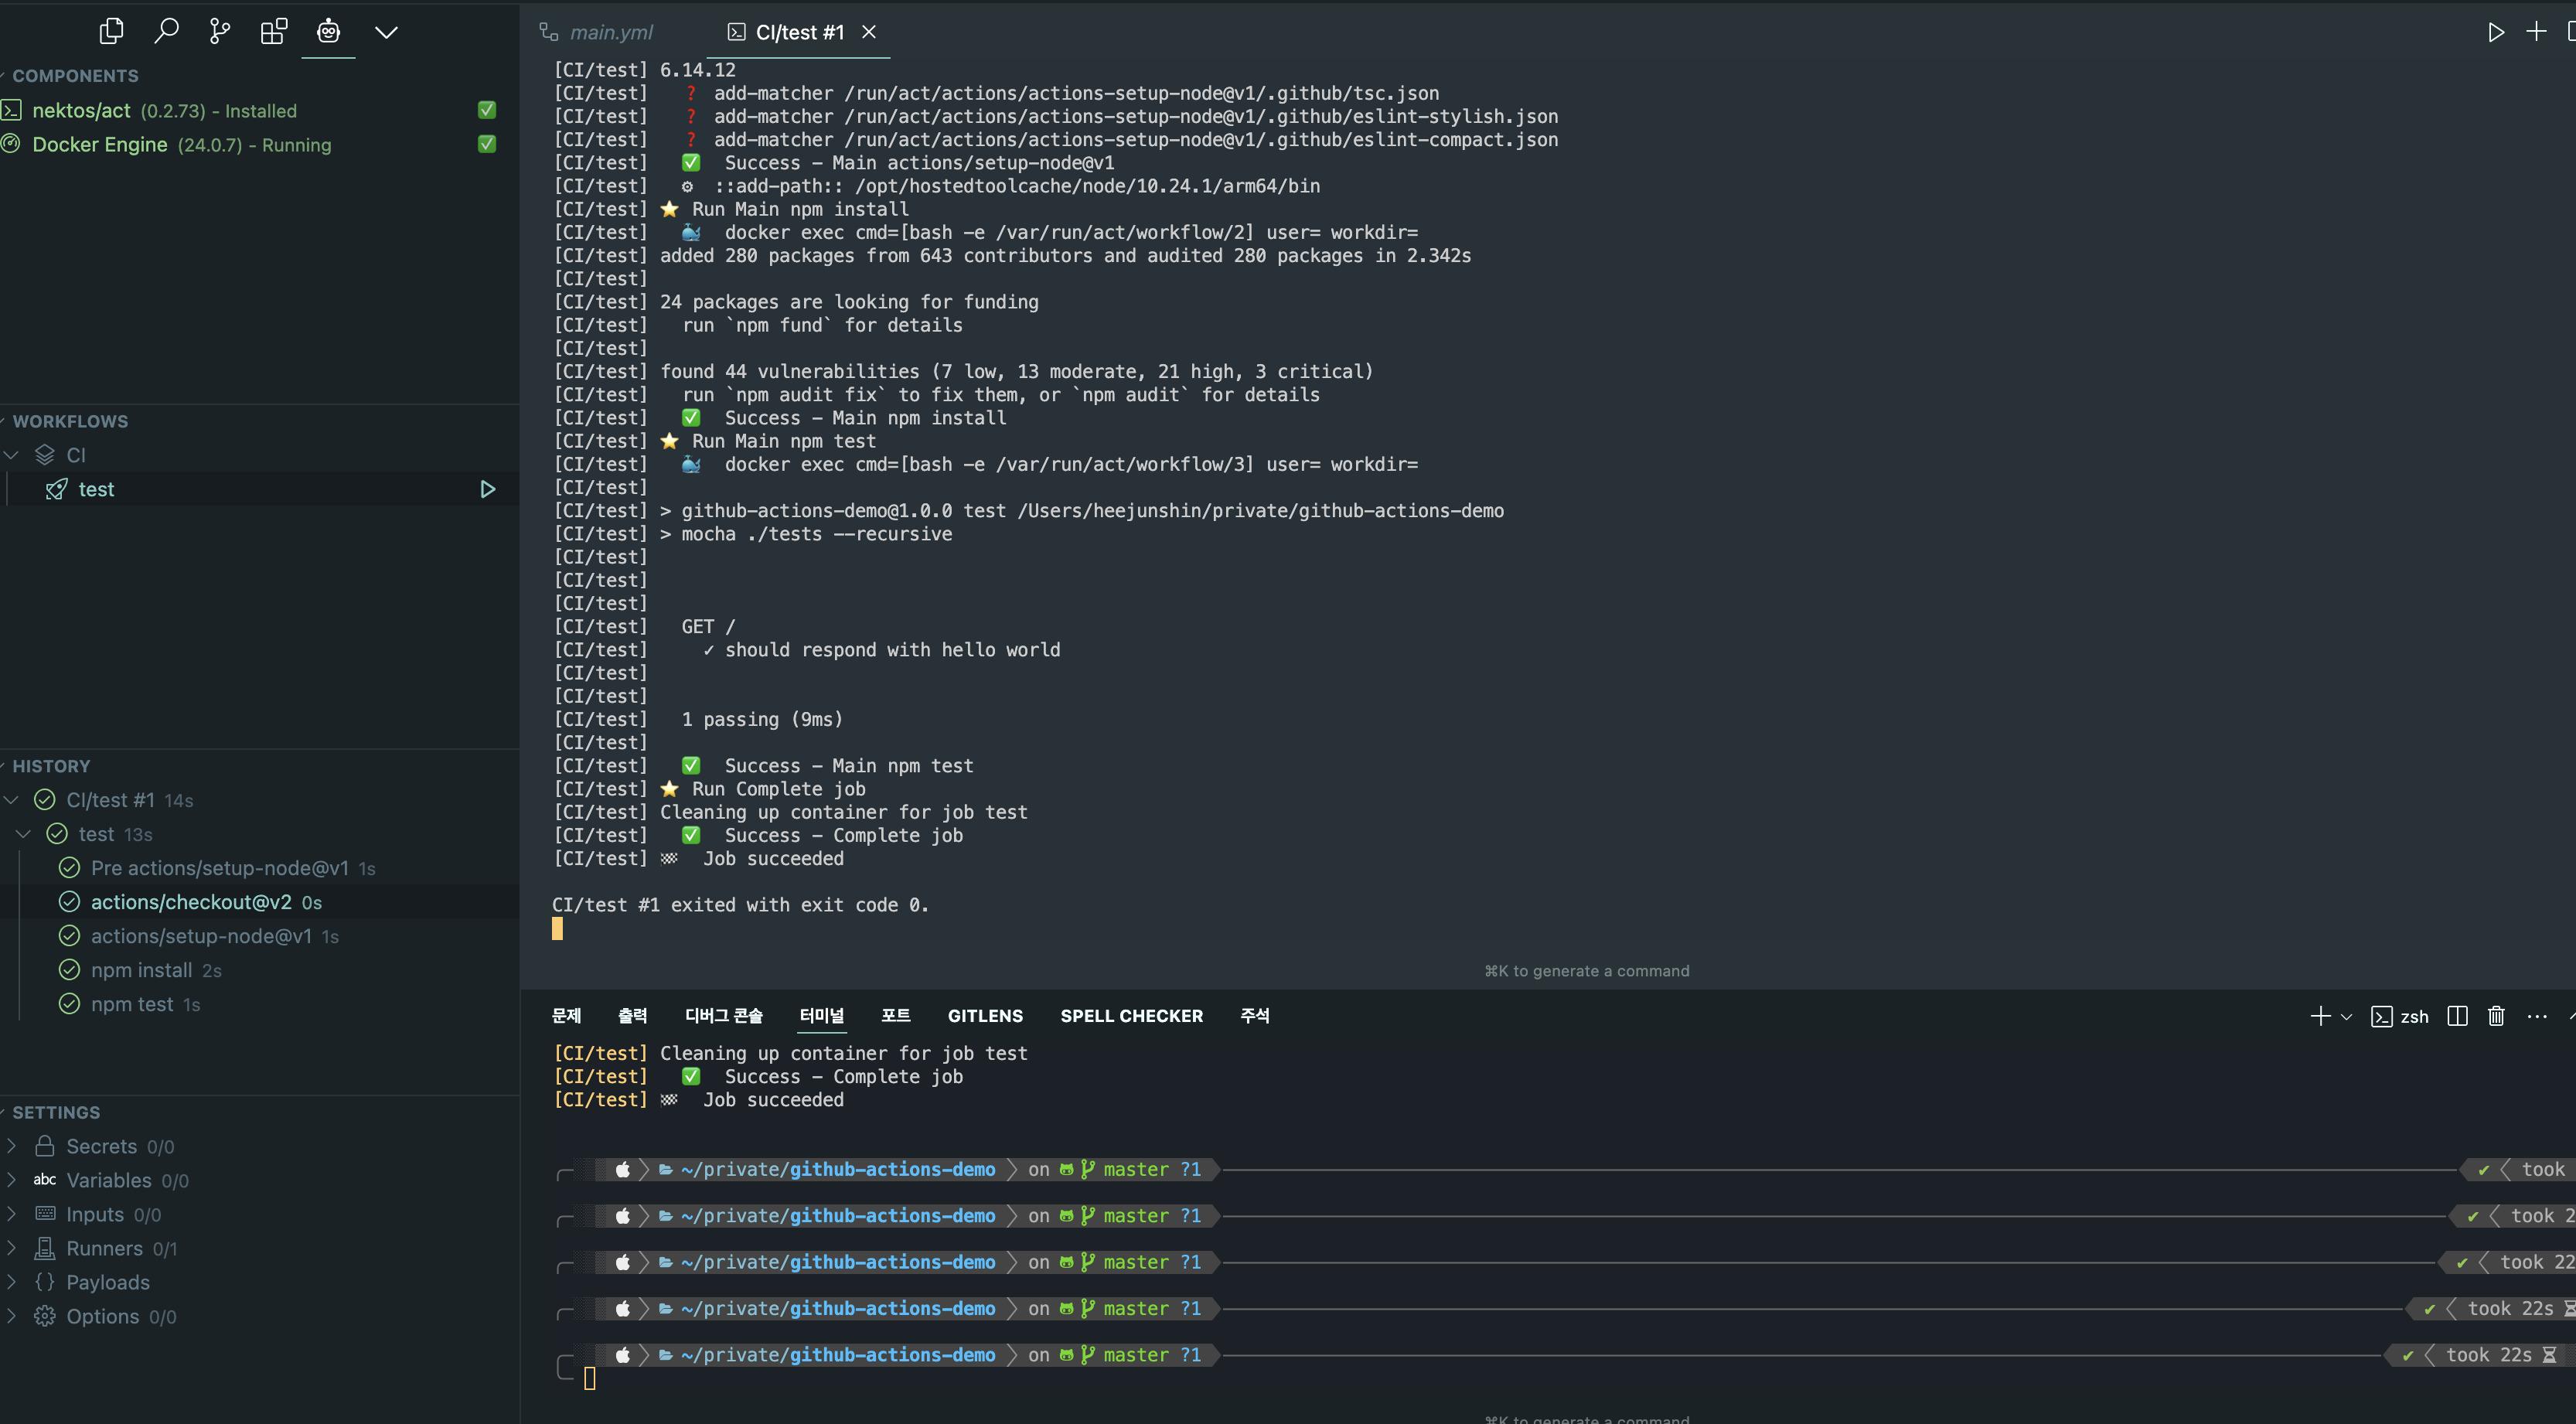 COMPONENTS
nektos/act (0.2.73) - Installed ✅
Docker Engine (24.0.7) - Running ✅
WORKFLOWS
CI
test
HISTORY
CI/test #1 14s
test 13s
Pre actions/setup-node@v1 1s
actions/checkout@v2 0s
actions/setup-node@v1 1s
npm install 2s
npm test 1s
SETTINGS
Secrets 0/0
abc Variables 0/0
Inputs 0/0
Runners 0/1
{} Payloads
Options 0/0
main.yml CI/test #1
[CI/test] 6.14.12
[CI/test] ❓ add-matcher /run/act/actions/actions-setup-node@v1/.github/tsc.json
[CI/test] ❓ add-matcher /run/act/actions/actions-setup-node@v1/.github/eslint-stylish.json
[CI/test] ❓ add-matcher /run/act/actions/actions-setup-node@v1/.github/eslint-compact.json
[CI/test] ✅ Success - Main actions/setup-node@v1
[CI/test] ⚙ ::add-path:: /opt/hostedtoolcache/node/10.24.1/arm64/bin
[CI/test] ⭐ Run Main npm install
[CI/test] 🐳 docker exec cmd=[bash -e /var/run/act/workflow/2] user= workdir=
[CI/test] added 280 packages from 643 contributors and audited 280 packages in 2.342s
[CI/test]
[CI/test] 24 packages are looking for funding
[CI/test] run `npm fund` for details
[CI/test]
[CI/test] found 44 vulnerabilities (7 low, 13 moderate, 21 high, 3 critical)
[CI/test] run `npm audit fix` to fix them, or `npm audit` for details
[CI/test] ✅ Success - Main npm install
[CI/test] ⭐ Run Main npm test
[CI/test] 🐳 docker exec cmd=[bash -e /var/run/act/workflow/3] user= workdir=
[CI/test]
[CI/test] > github-actions-demo@1.0.0 test /Users/heejunshin/private/github-actions-demo
[CI/test] > mocha ./tests --recursive
[CI/test]
[CI/test]
[CI/test]
[CI/test] GET /
[CI/test] ✓ should respond with hello world
[CI/test]
[CI/test]
[CI/test] 1 passing (9ms)
[CI/test]
[CI/test] ✅ Success - Main npm test
[CI/test] ⭐ Run Complete job
[CI/test] Cleaning up container for job test
[CI/test] ✅ Success - Complete job
[CI/test] 🏁 Job succeeded
CI/test #1 exited with exit code 0.
⌘K to generate a command
문제 출력 디버그 콘솔 터미널 포트 GITLENS SPELL CHECKER 주석 zsh
[CI/test] Cleaning up container for job test
[CI/test] ✅ Success - Complete job
[CI/test] 🏁 Job succeeded
~/private/github-actions-demo on master ?1 ✔ took
~/private/github-actions-demo on master ?1 ✔ took 2
~/private/github-actions-demo on master ?1 ✔ took 22
~/private/github-actions-demo on master ?1 ✔ took 22s
~/private/github-actions-demo on master ?1 ✔ took 22s
⌘K to generate a command